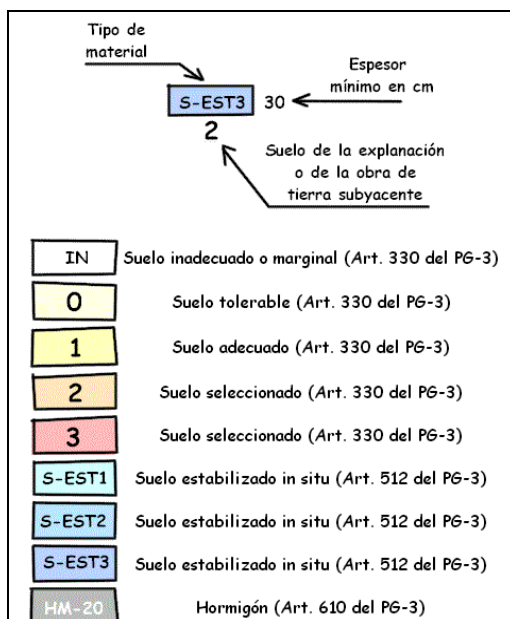 Tipo de
material
Espesor
mínimo en cm
S-EST3 30
2
Suelo de la explanación
o de la obra de
tierra subyacente
IN Suelo inadecuado o marginal (Art. 330 del PG-3)
0 Suelo tolerable (Art. 330 del PG-3)
1 Suelo adecuado (Art. 330 del PG-3)
2 Suelo seleccionado (Art. 330 del PG-3)
3 Suelo seleccionado (Art. 330 del PG-3)
S-EST1 Suelo estabilizado in situ (Art. 512 del PG-3)
S-EST2 Suelo estabilizado in situ (Art. 512 del PG-3)
S-EST3 Suelo estabilizado in situ (Art. 512 del PG-3)
HM-20 Hormigón (Art. 610 del PG-3)